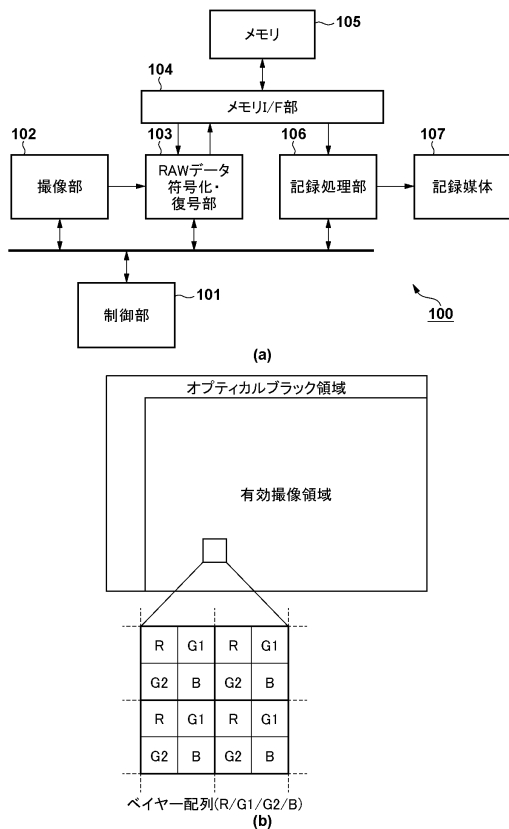 105
メモリ
104
メモリI/F部
102
103
106
107
撮像部
RAWデータ
符号化・
復号部
記録処理部
記録媒体
101
制御部
100
(a)
オプティカルブラック領域
有効撮像領域
R G1 R G1
G2 B G2 B
R G1 R G1
G2 B G2 B
ベイヤー配列(R/G1/G2/B)
(b)